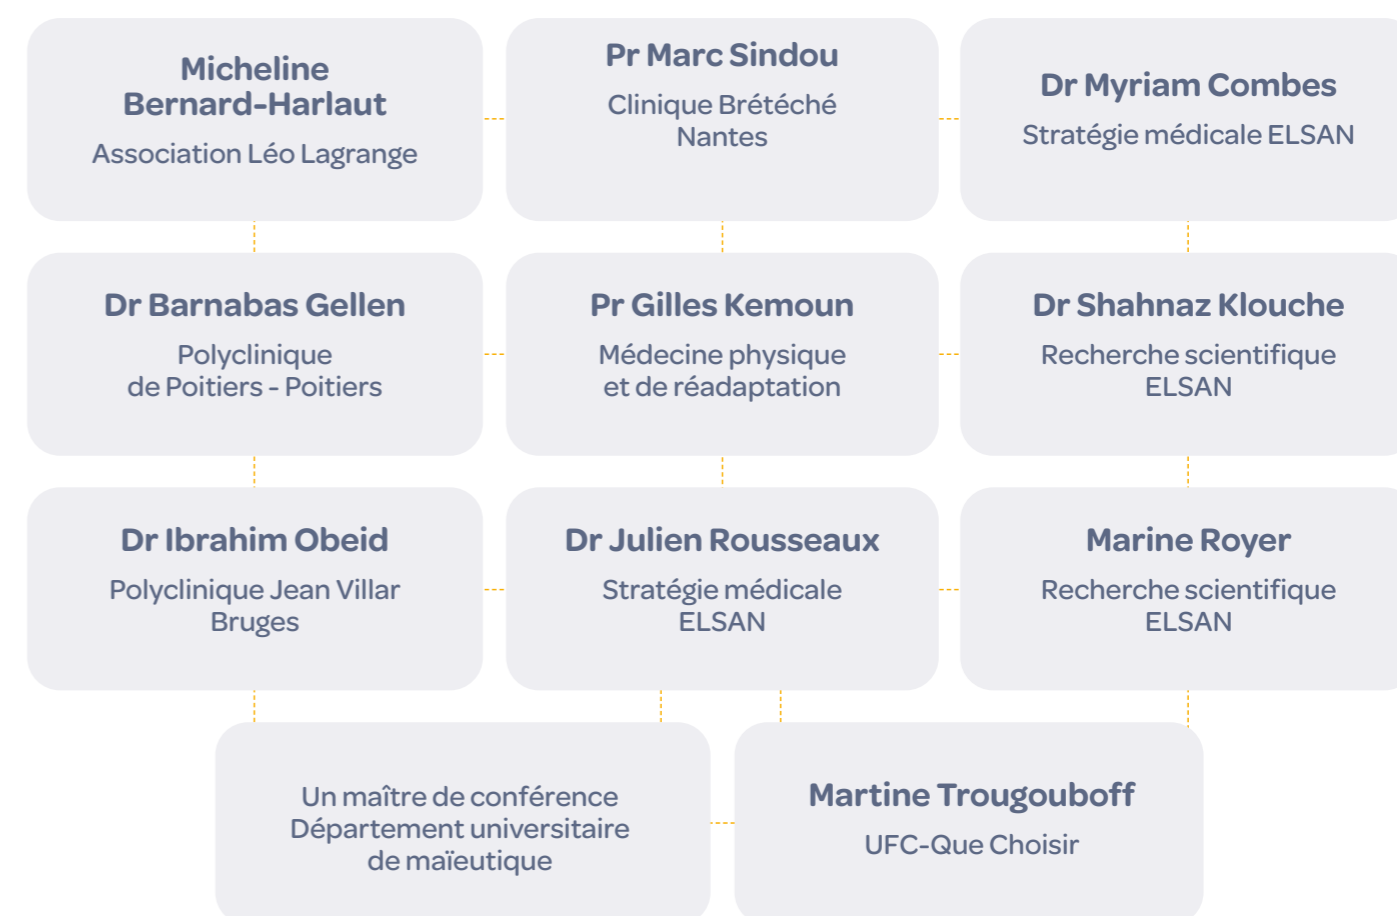 Micheline
Bernard-Harlaut
Association Léo Lagrange
Pr Marc Sindou
Clinique Brétéché
Nantes
Dr Myriam Combes
Stratégie médicale ELSAN
Dr Barnabas Gellen
Polyclinique
de Poitiers - Poitiers
Pr Gilles Kemoun
Médecine physique
et de réadaptation
Dr Shahnaz Klouche
Recherche scientifique
ELSAN
Dr Ibrahim Obeid
Polyclinique Jean Villar
Bruges
Dr Julien Rousseaux
Stratégie médicale
ELSAN
Marine Royer
Recherche scientifique
ELSAN
Un maître de conférence
Département universitaire
de maïeutique
Martine Trougouboff
UFC-Que Choisir